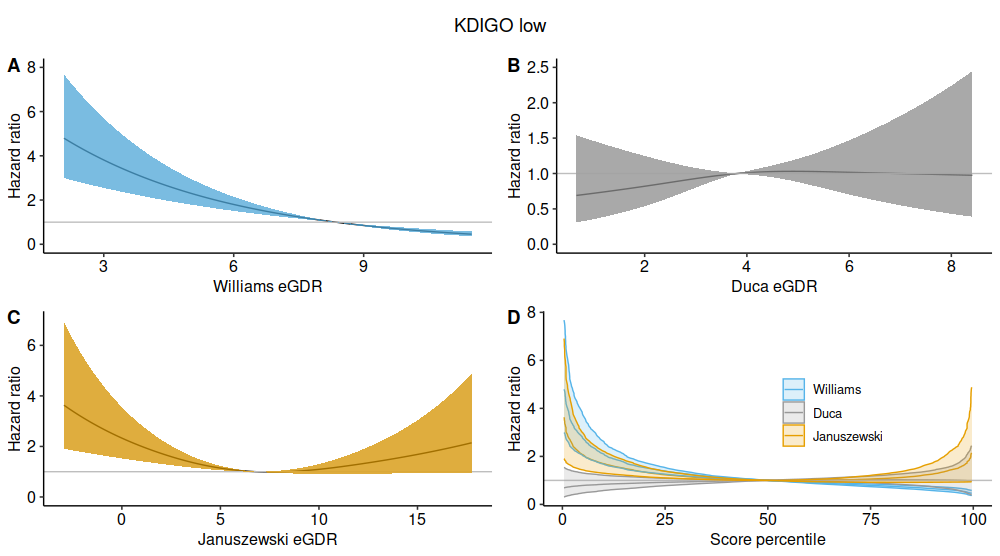 KDIGO low
A
Hazard ratio
8
6
4
2
0
3 6 9
Williams eGDR
B
Hazard ratio
2.5
2.0
1.5
1.0
0.5
0.0
2 4 6 8
Duca eGDR
C
Hazard ratio
6
4
2
0
0 5 10 15
Januszewski eGDR
D
Hazard ratio
8
6
4
2
0
Williams
Duca
Januszewski
0 25 50 75 100
Score percentile